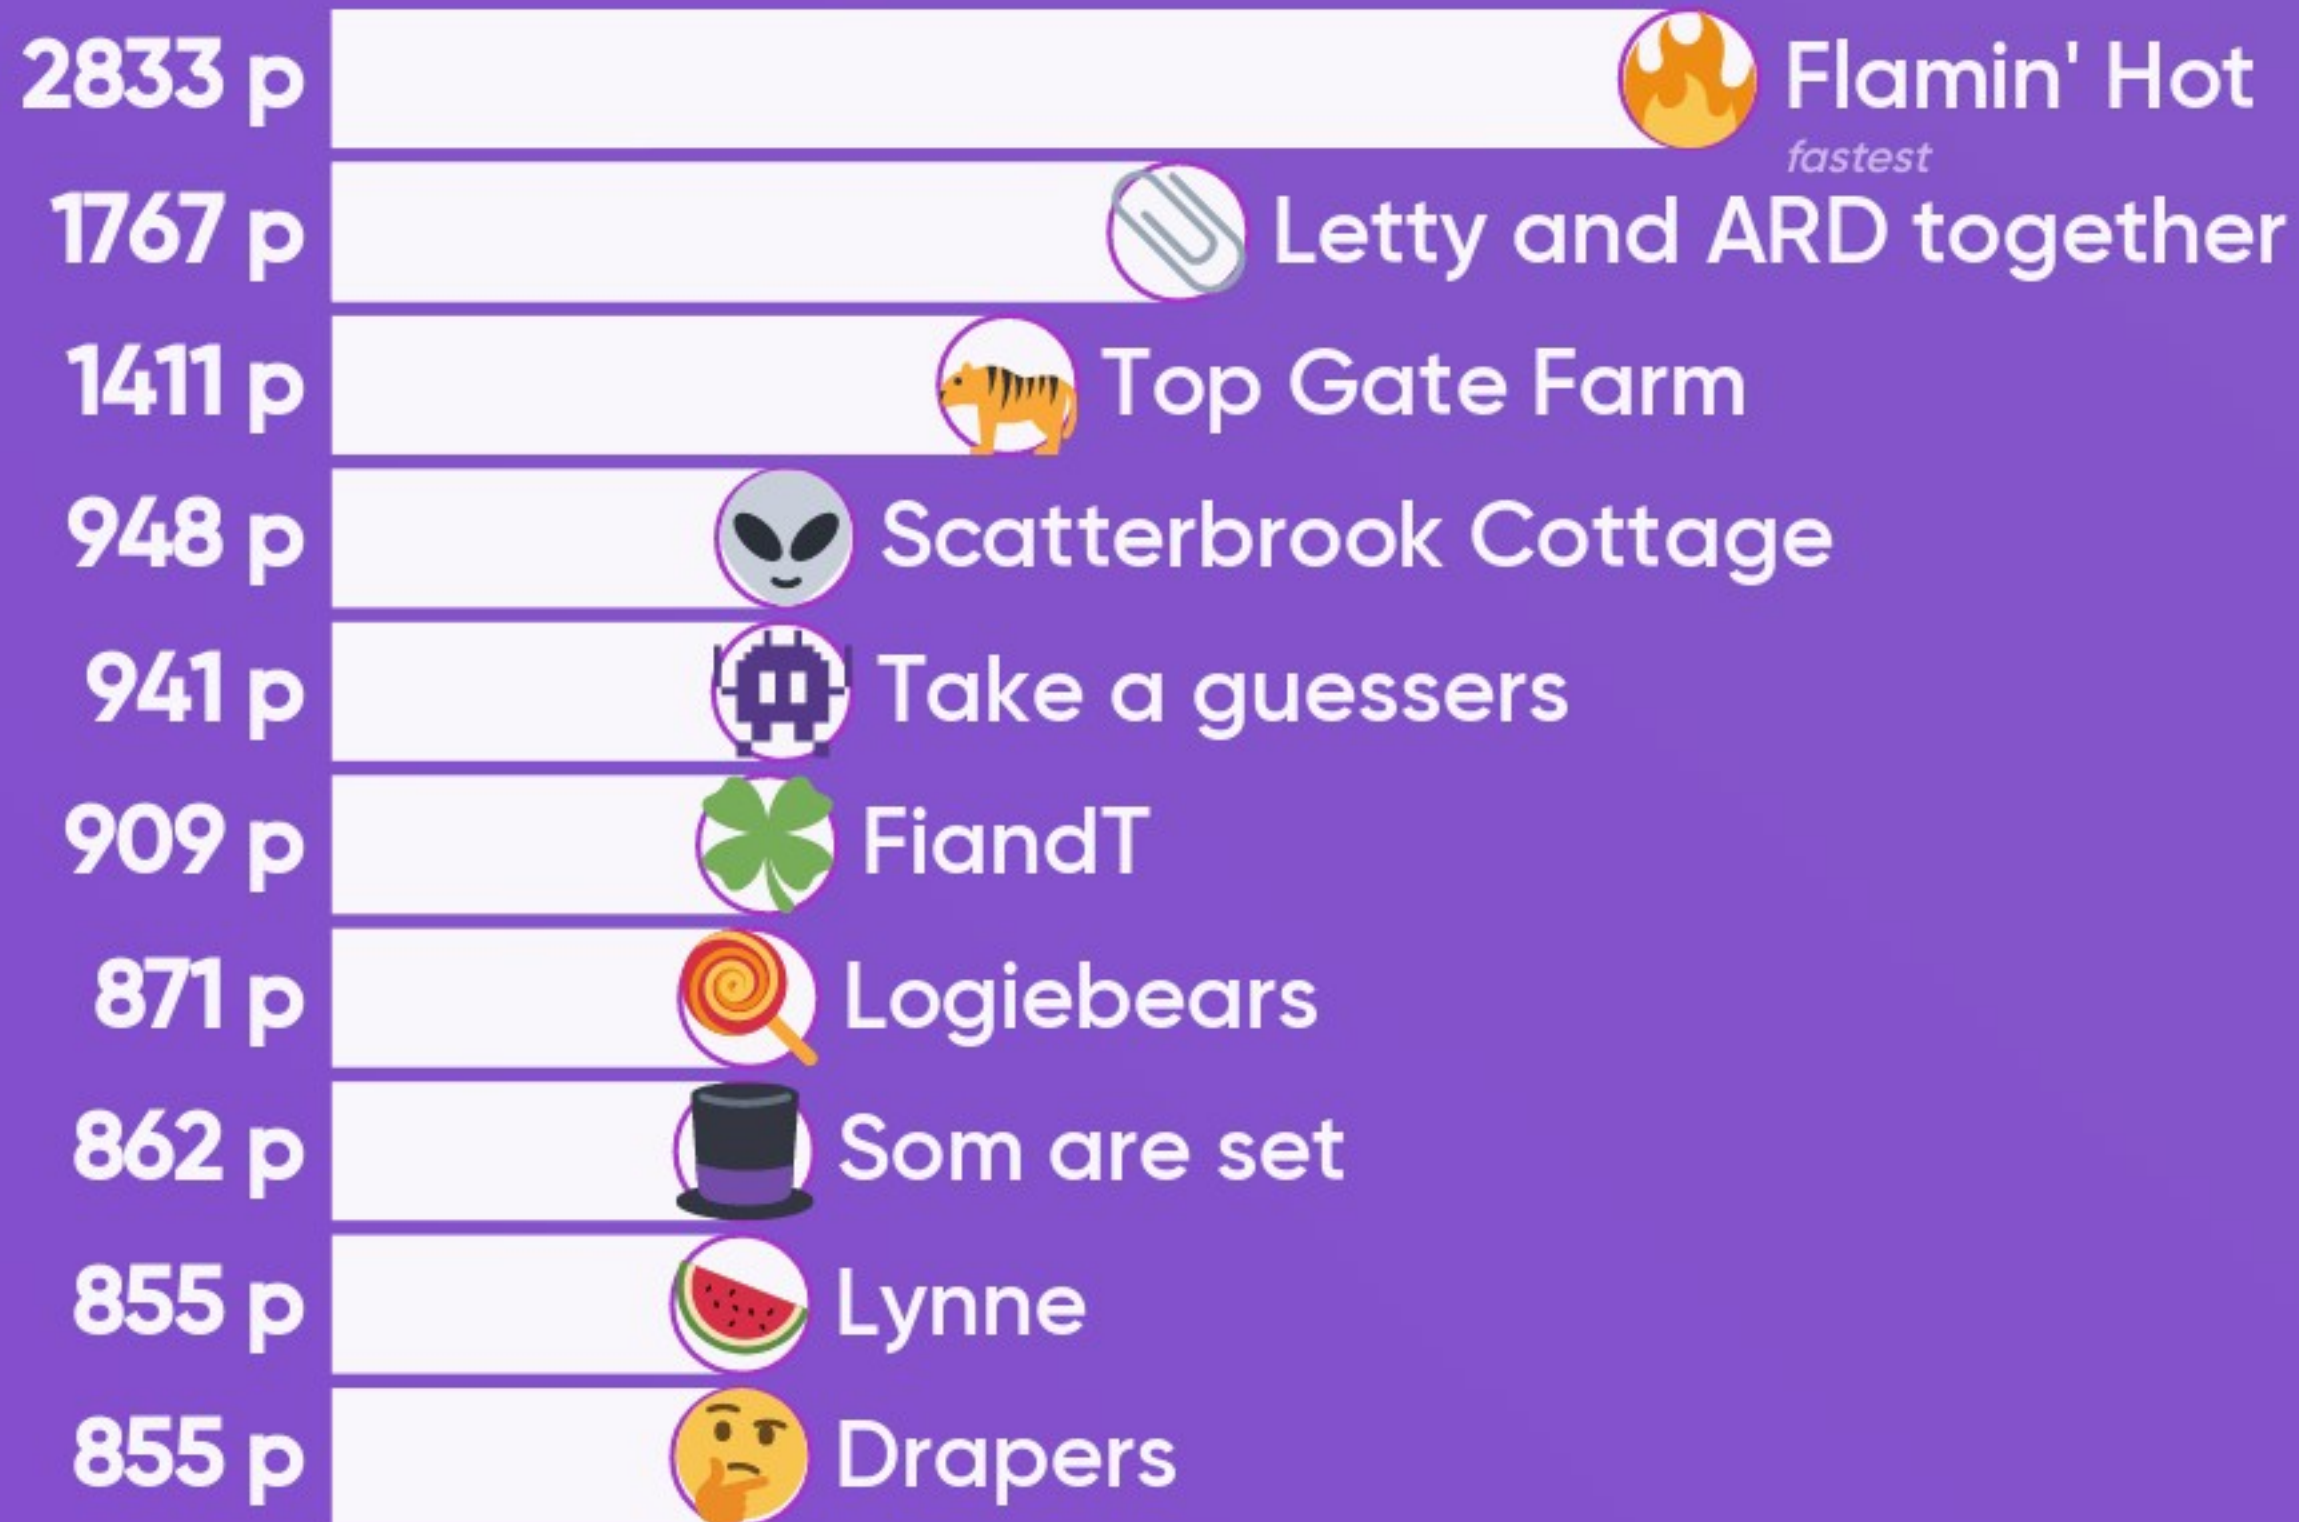 2833 p Flamin' Hot
fastest
1767 p Letty and ARD together
1411 p Top Gate Farm
948 p Scatterbrook Cottage
941 p Take a guessers
909 p FiandT
871 p Logiebears
862 p Som are set
855 p Lynne
855 p Drapers